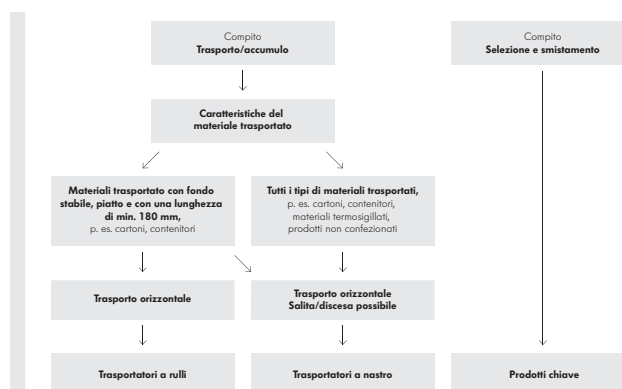 Compito
Trasporto/accumulo
Compito
Selezione e smistamento
Caratteristiche del
materiale trasportato
Materiali trasportato con fondo
stabile, piatto e con una lunghezza
di min. 180 mm,
p. es. cartoni, contenitori
Tutti i tipi di materiali trasportati,
p. es. cartoni, contenitori,
materiali termosigillati,
prodotti non confezionati
Trasporto orizzontale
Trasporto orizzontale
Salita/discesa possibile
Trasportatori a rulli
Trasportatori a nastro
Prodotti chiave